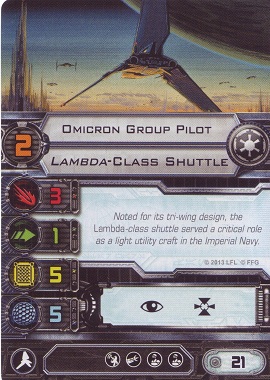 Omicron Group Pilot
2
Lambda-Class Shuttle
3
Noted for its tri-wing design, the
Lambda-class shuttle served a critical role
as a light utility craft in the Imperial Navy.
1
© 2013 LFL © FFG
5
5
21